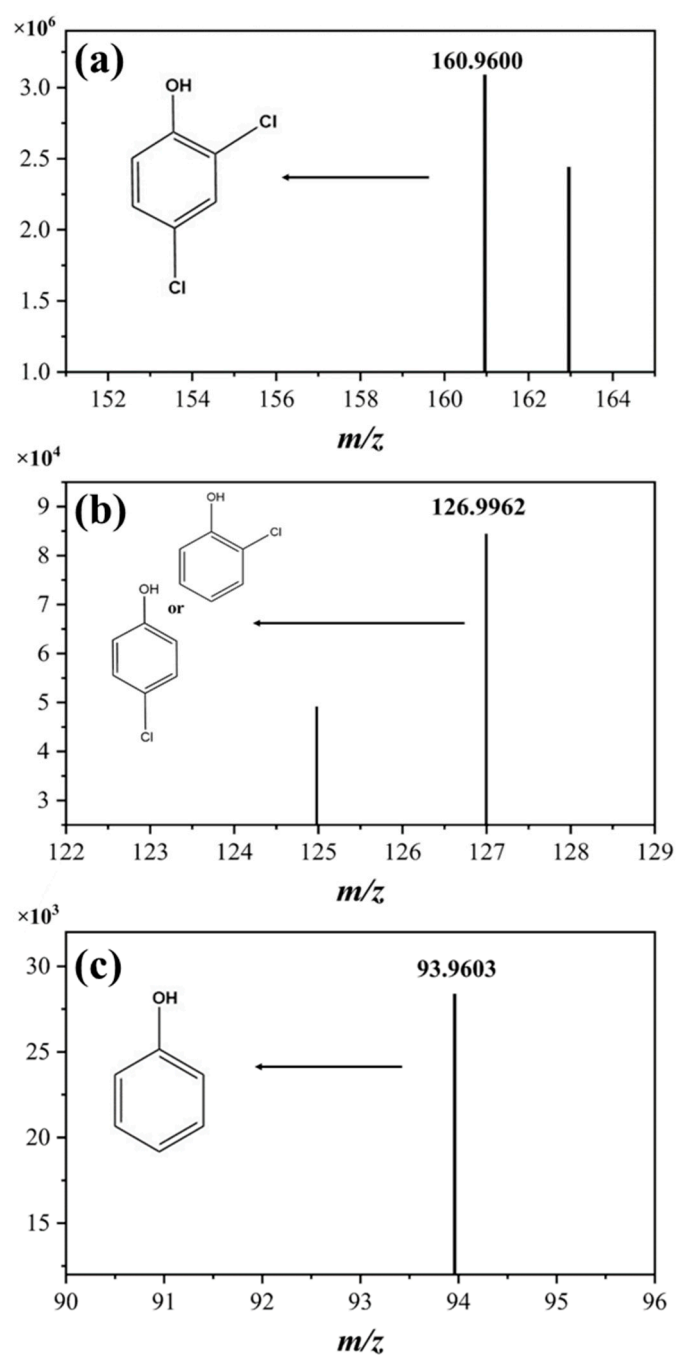 ×10⁶
(a)
160.9600
OH
Cl
Cl
3.0
2.5
2.0
1.5
1.0
152 154 156 158 160 162 164
m/z
×10⁴
(b)
126.9962
OH
Cl
OH
or
Cl
9
8
7
6
5
4
3
122 123 124 125 126 127 128 129
m/z
×10³
(c)
93.9603
OH
30
25
20
15
90 91 92 93 94 95 96
m/z